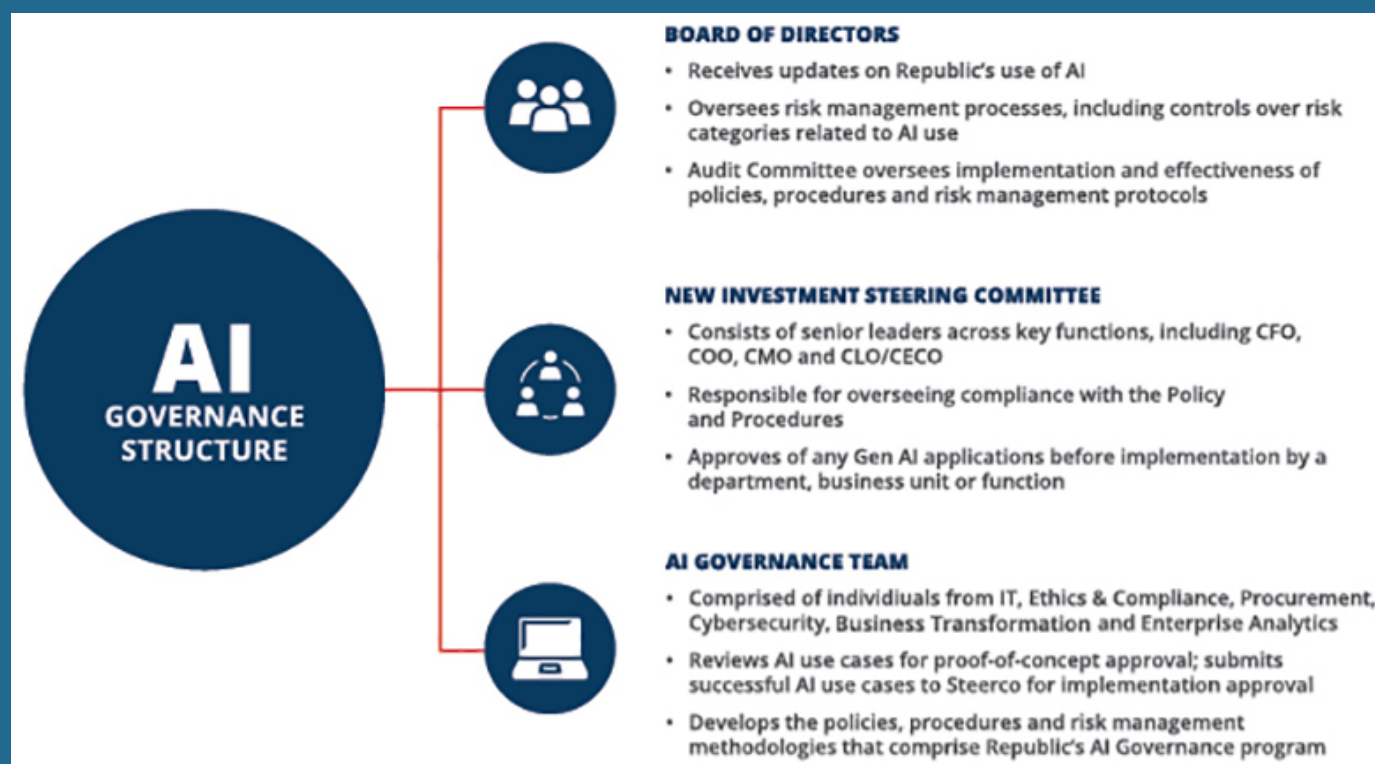 AI
GOVERNANCE
STRUCTURE
BOARD OF DIRECTORS
• Receives updates on Republic's use of AI
• Oversees risk management processes, including controls over risk
categories related to AI use
• Audit Committee oversees implementation and effectiveness of
policies, procedures and risk management protocols
NEW INVESTMENT STEERING COMMITTEE
• Consists of senior leaders across key functions, including CFO,
COO, CMO and CLO/CECO
• Responsible for overseeing compliance with the Policy
and Procedures
• Approves of any Gen AI applications before implementation by a
department, business unit or function
AI GOVERNANCE TEAM
• Comprised of individiuals from IT, Ethics & Compliance, Procurement,
Cybersecurity, Business Transformation and Enterprise Analytics
• Reviews AI use cases for proof-of-concept approval; submits
successful AI use cases to Steerco for implementation approval
• Develops the policies, procedures and risk management
methodologies that comprise Republic's AI Governance program